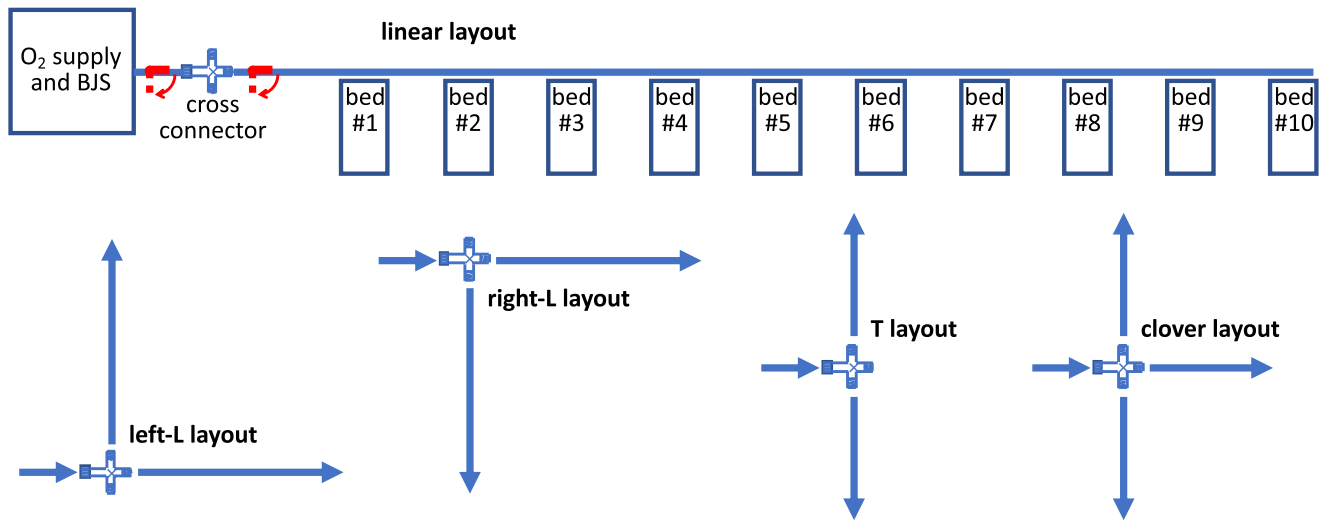 linear layout
O₂ supply
and BJS
cross
connector
bed
#1
bed
#2
bed
#3
bed
#4
bed
#5
bed
#6
bed
#7
bed
#8
bed
#9
bed
#10
right-L layout
T layout
clover layout
left-L layout